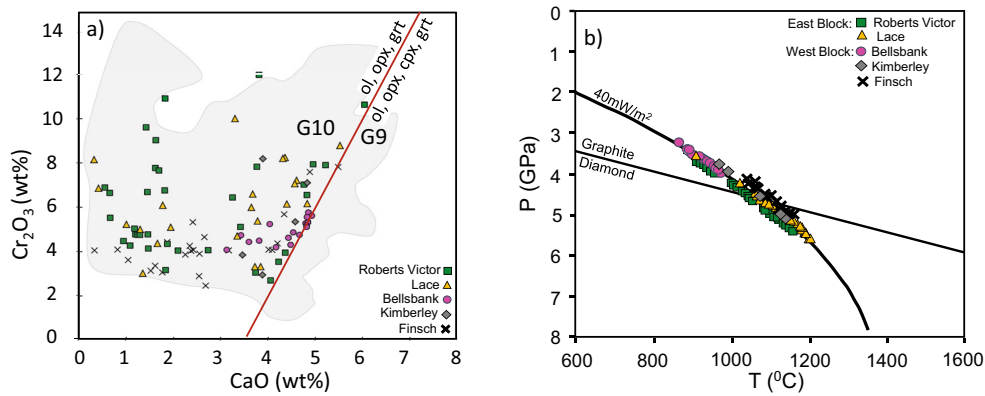 a)
14
12
10
8
6
4
2
0
Cr2O3 (wt%)
0
1
2
3
4
5
6
7
8
CaO (wt%)
ol, opx, grt
ol, opx, cpx, grt
G10
G9
Roberts Victor
Lace
Bellsbank
Kimberley
Finsch
b)
0
1
2
3
4
5
6
7
8
P (GPa)
600
800
1000
1200
1400
1600
T (⁰C)
East Block: Roberts Victor
Lace
West Block: Bellsbank
Kimberley
Finsch
40mW/m²
Graphite
Diamond